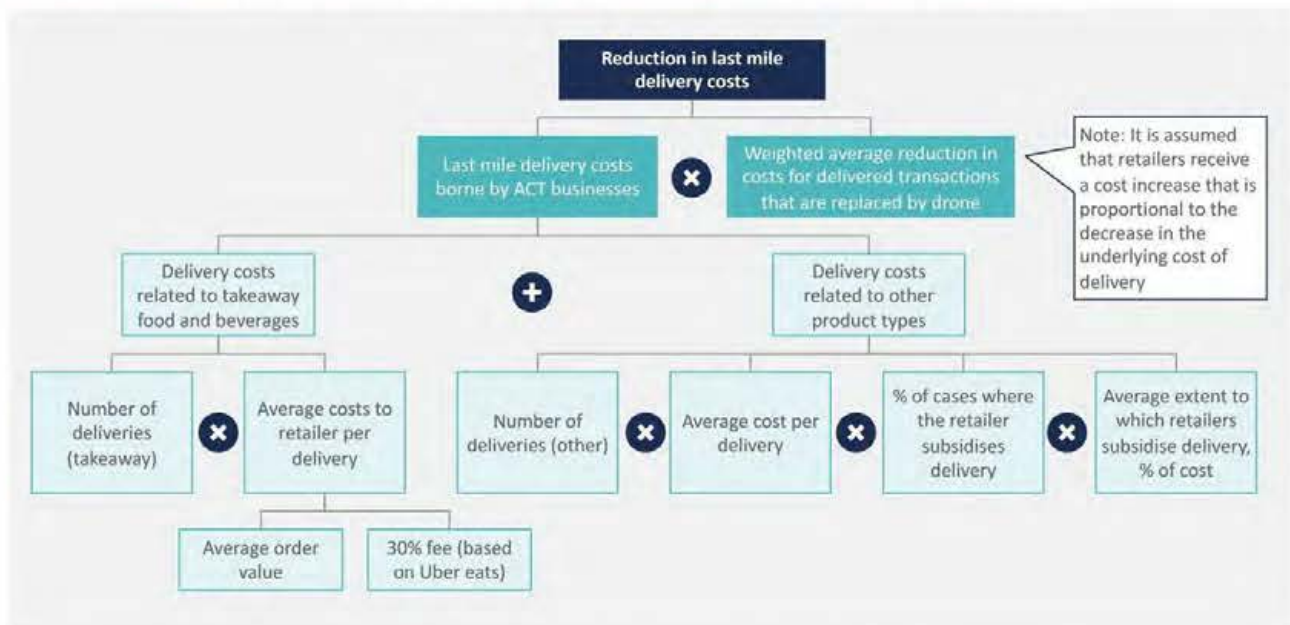 Reduction in last mile
delivery costs
Last mile delivery costs
borne by ACT businesses
Weighted average reduction in
costs for delivered transactions
that are replaced by drone
Note: It is assumed
that retailers receive
a cost increase that is
proportional to the
decrease in the
underlying cost of
delivery
Delivery costs
related to takeaway
food and beverages
Delivery costs
related to other
product types
Number of
deliveries
(takeaway)
Average costs to
retailer per
delivery
Number of
deliveries (other)
Average cost per
delivery
% of cases where
the retailer
subsidises
delivery
Average extent to
which retailers
subsidise delivery,
% of cost
Average order
value
30% fee (based
on Uber eats)